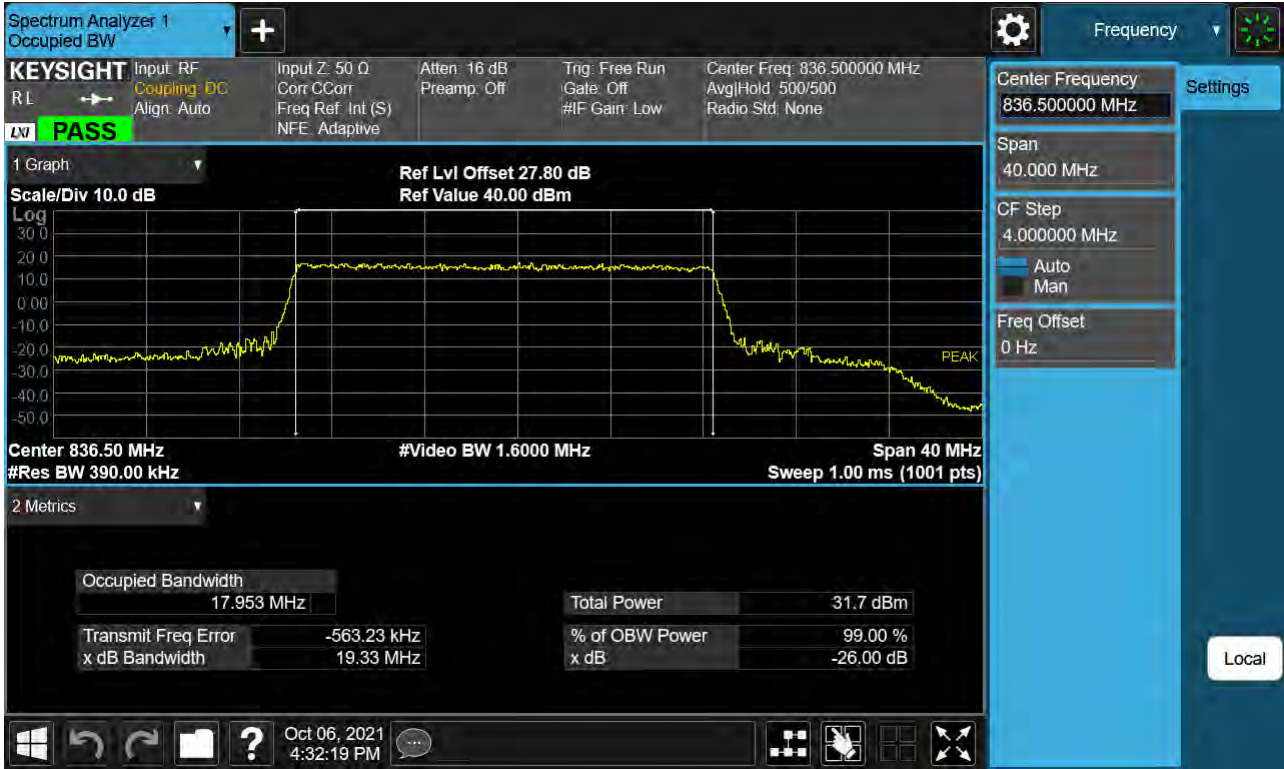 Spectrum Analyzer 1
Occupied BW
+
Frequency
KEYSIGHT
R L
LXI
PASS
Input: RF
Coupling: DC
Align: Auto
Input Z: 50 Ω
Corr CCorr
Freq Ref: Int (S)
NFE: Adaptive
Atten: 16 dB
Preamp: Off
Trig: Free Run
Gate: Off
#IF Gain: Low
Center Freq: 836.500000 MHz
Avg|Hold: 500/500
Radio Std: None
Center Frequency
836.500000 MHz
Settings
Span
40.000 MHz
CF Step
4.000000 MHz
Auto
Man
Freq Offset
0 Hz
Local
1 Graph
Scale/Div 10.0 dB
Ref Lvl Offset 27.80 dB
Ref Value 40.00 dBm
Log
30.0
20.0
10.0
0.00
-10.0
-20.0
-30.0
-40.0
-50.0
PEAK
Center 836.50 MHz
#Video BW 1.6000 MHz
Span 40 MHz
#Res BW 390.00 kHz
Sweep 1.00 ms (1001 pts)
2 Metrics
Occupied Bandwidth
17.953 MHz
Total Power 31.7 dBm
Transmit Freq Error -563.23 kHz
% of OBW Power 99.00 %
x dB Bandwidth 19.33 MHz
x dB -26.00 dB
?
Oct 06, 2021
4:32:19 PM